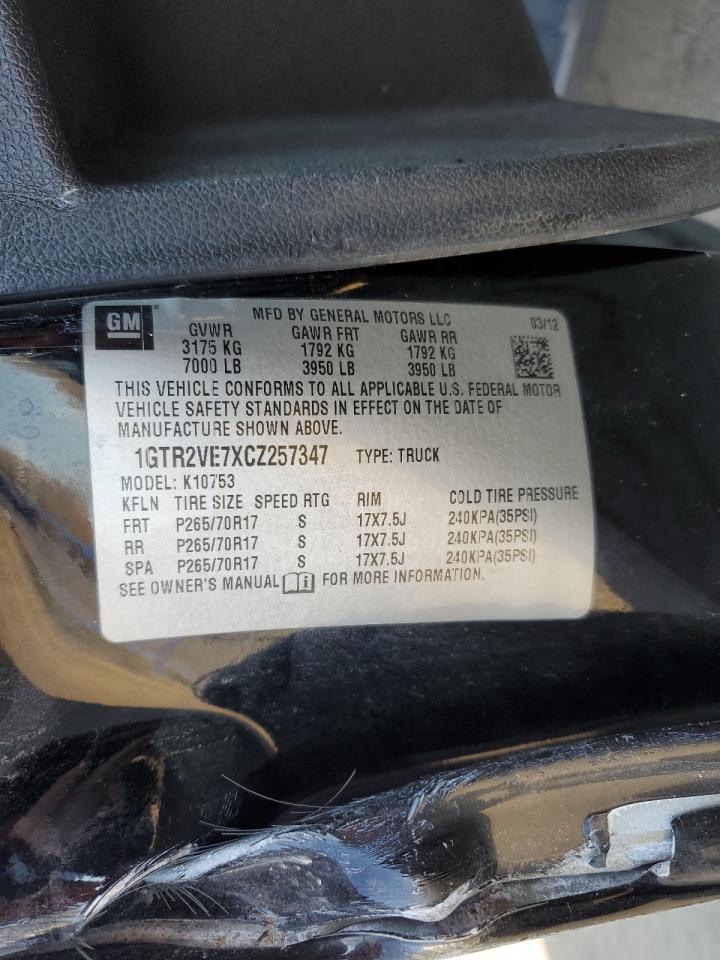 GM
MFD BY GENERAL MOTORS LLC 03/12
GVWR GAWR FRT GAWR RR
3175 KG 1792 KG 1792 KG
7000 LB 3950 LB 3950 LB
THIS VEHICLE CONFORMS TO ALL APPLICABLE U.S. FEDERAL MOTOR
VEHICLE SAFETY STANDARDS IN EFFECT ON THE DATE OF
MANUFACTURE SHOWN ABOVE.
1GTR2VE7XCZ257347 TYPE: TRUCK
MODEL: K10753
KFLN TIRE SIZE SPEED RTG RIM COLD TIRE PRESSURE
FRT P265/70R17 S 17X7.5J 240KPA(35PSI)
RR P265/70R17 S 17X7.5J 240KPA(35PSI)
SPA P265/70R17 S 17X7.5J 240KPA(35PSI)
SEE OWNER'S MANUAL i FOR MORE INFORMATION.